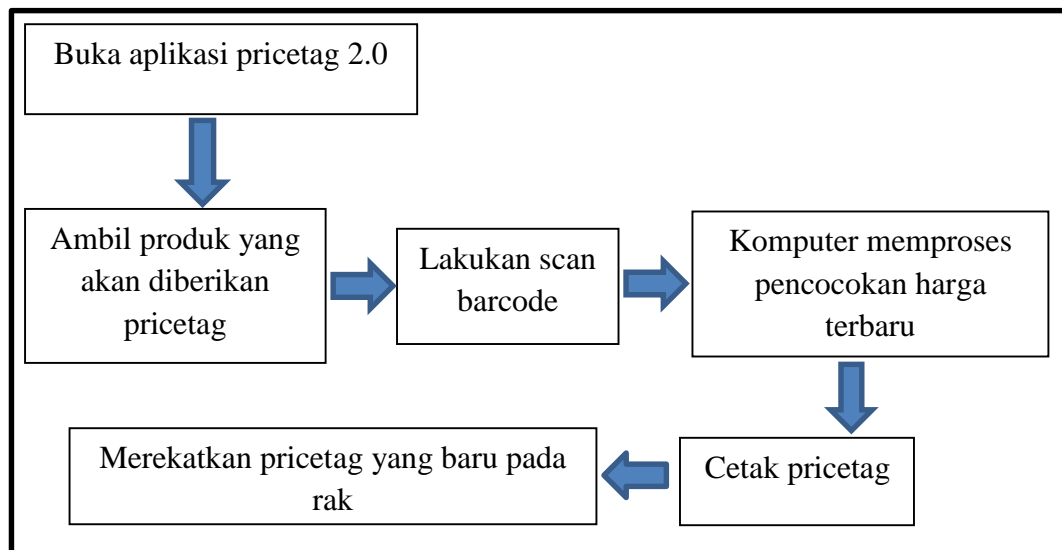 Buka aplikasi pricetag 2.0
Ambil produk yang
akan diberikan
pricetag
Lakukan scan
barcode
Komputer memproses
pencocokan harga
terbaru
Cetak pricetag
Merekatkan pricetag yang baru pada
rak